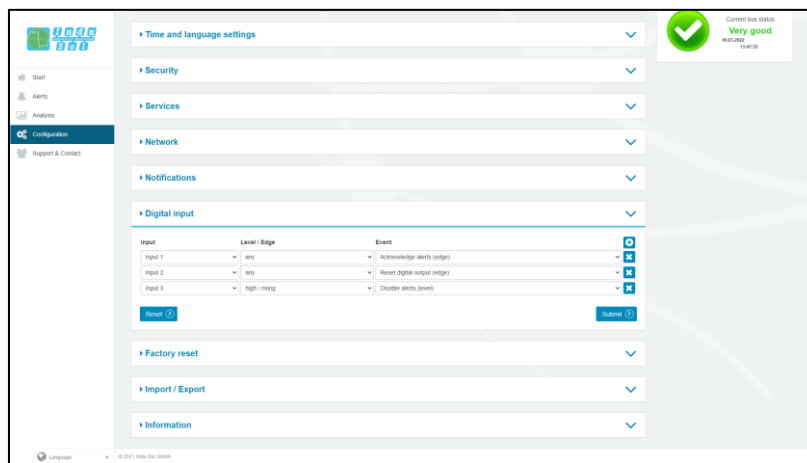 Indu
Sol
Start
Alerts
Analysis
Configuration
Support & Contact
Time and language settings
Security
Services
Network
Notifications
Digital input
Input Level / Edge Event
Input 1 any Acknowledge alerts (edge)
Input 2 any Reset digital output (edge)
Input 3 high / rising Disable alerts (level)
Reset Submit
Factory reset
Import / Export
Information
Current bus status
Very good
Language
© 2021 Indu-Sol GmbH